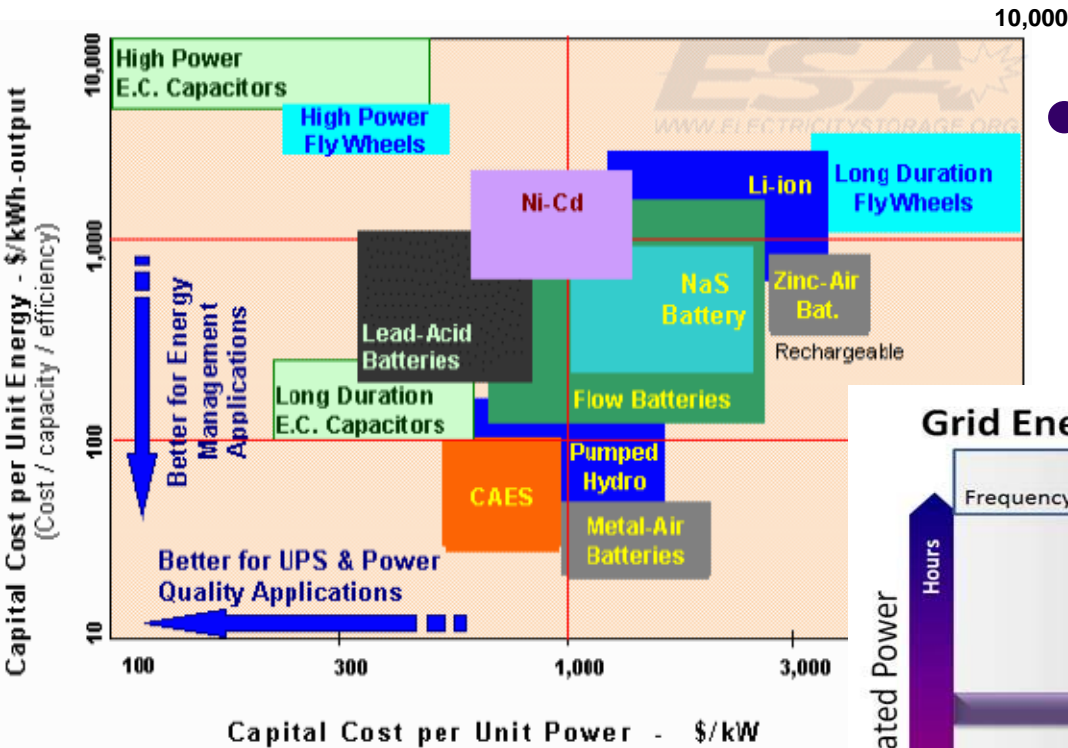 10,000
Capital Cost per Unit Energy - $/kWh-output
(Cost / capacity / efficiency)
10,000
1,000
100
10
ESA
WWW.ELECTRICITYSTORAGE.ORG
High Power
E.C. Capacitors
High Power
Fly Wheels
Ni-Cd
Li-ion
Long Duration
Fly Wheels
NaS
Battery
Zinc-Air
Bat.
Rechargeable
Lead-Acid
Batteries
Long Duration
E.C. Capacitors
Flow Batteries
Pumped
Hydro
CAES
Metal-Air
Batteries
Better for Energy
Management
Applications
Better for UPS & Power
Quality Applications
100
300
1,000
3,000
Capital Cost per Unit Power - $/kW
Grid Ene
Frequency
Hours
ated Power